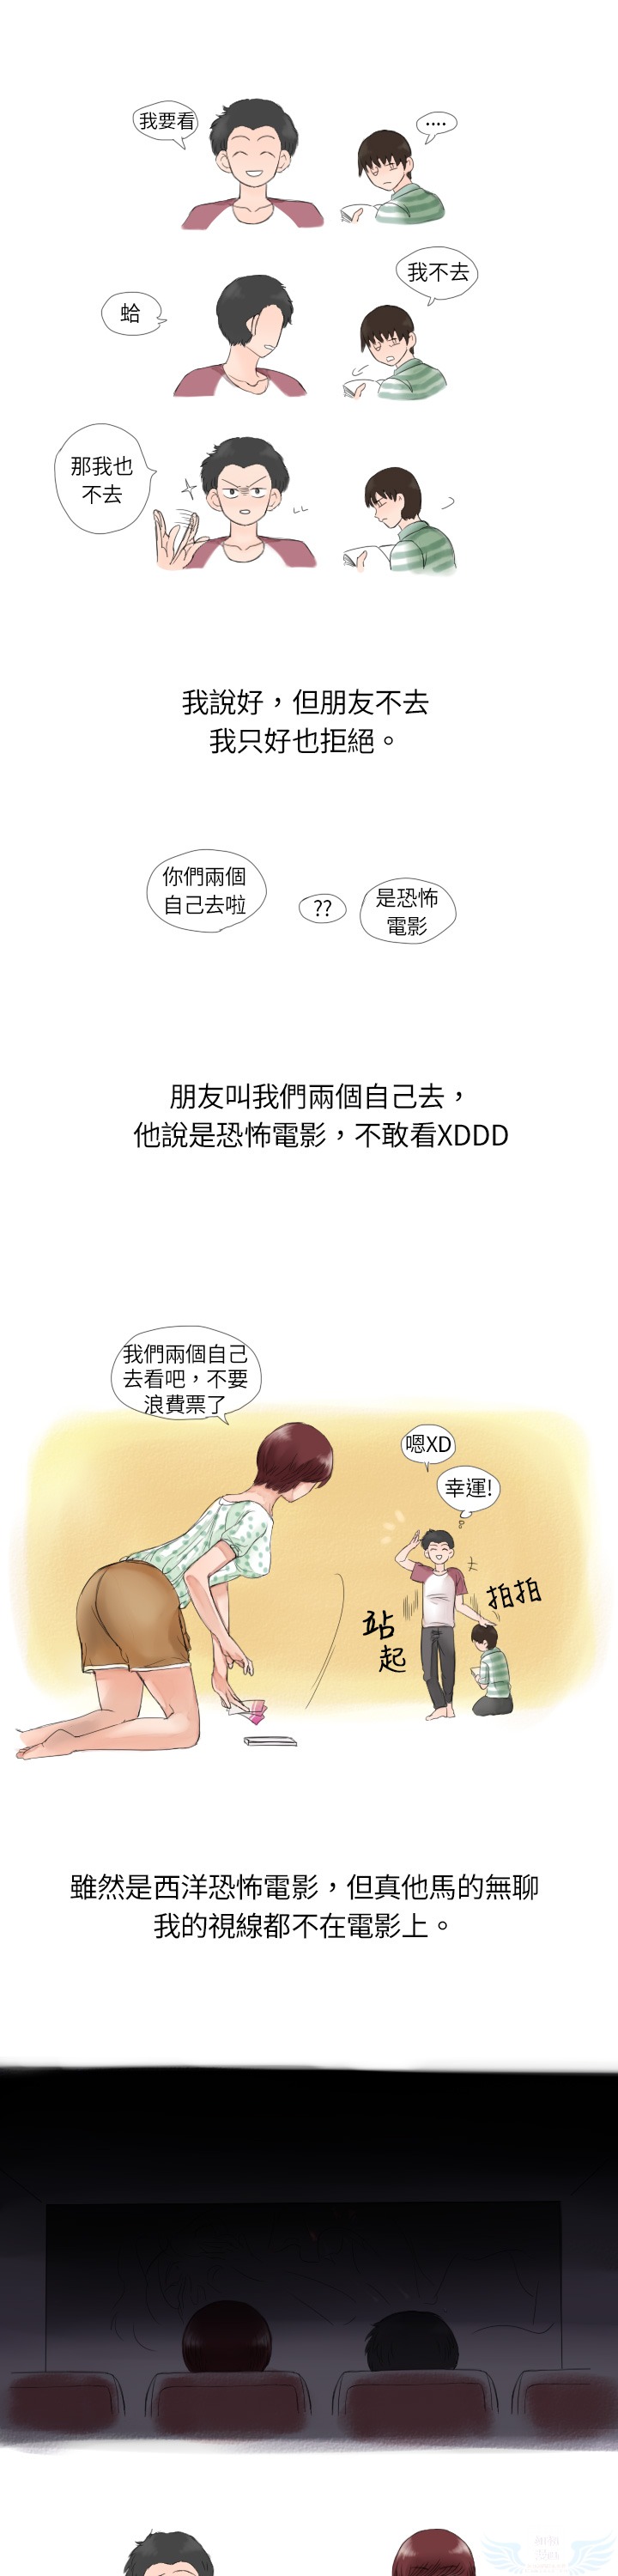 我要看
....
我不去
蛤
那我也
不去
我說好，但朋友不去
我只好也拒絕。
你們兩個
自己去啦
??
是恐怖
電影
朋友叫我們兩個自己去，
他說是恐怖電影，不敢看XDDD
我們兩個自己
去看吧，不要
浪費票了
嗯XD
幸運!
站
起
拍拍
雖然是西洋恐怖電影，但真他馬的無聊
我的視線都不在電影上。